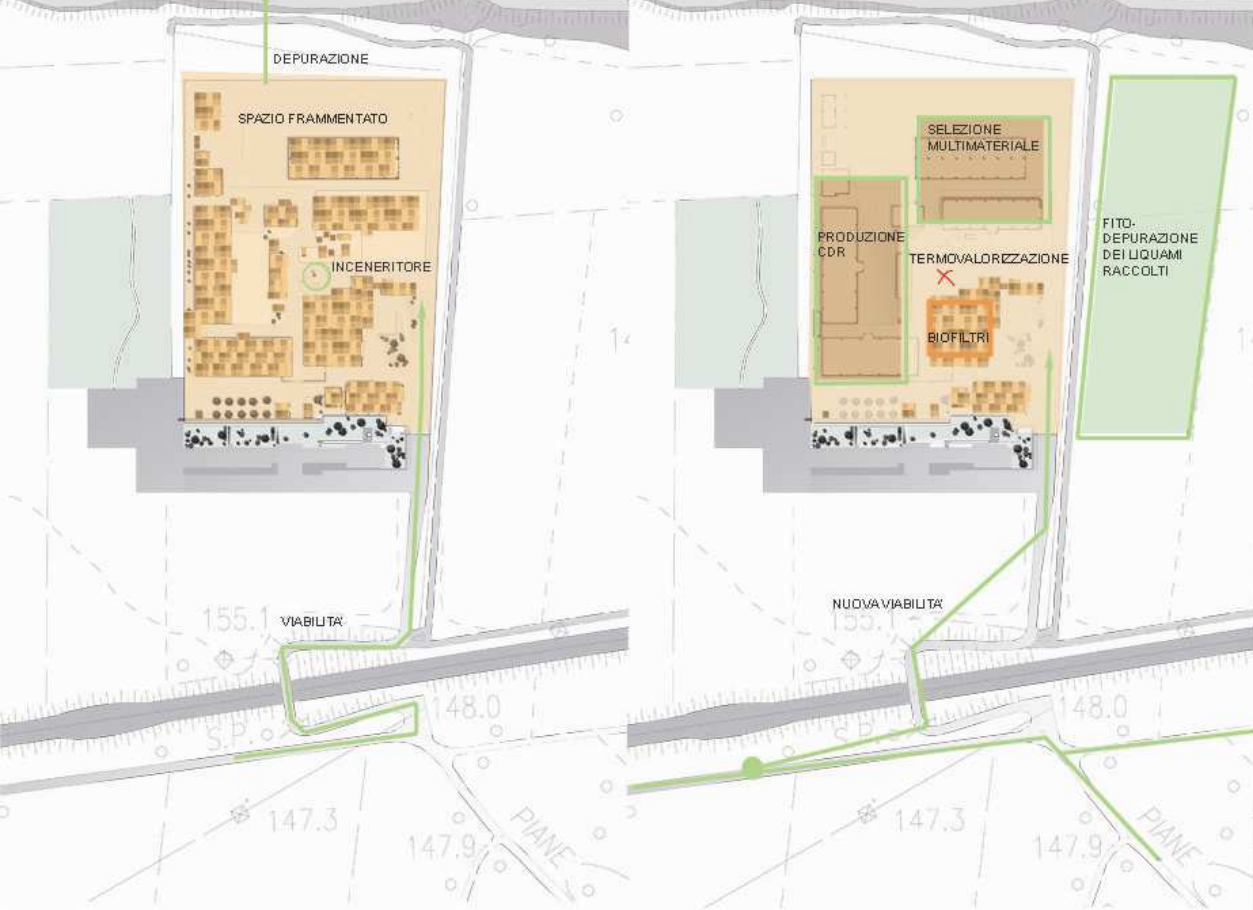 DEPURAZIONE
SPAZIO FRAMMENTATO
INCENERITORE
VIABILITA'
155.1
S.P.
148.0
147.3
147.9
PIANE
SELEZIONE
MULTIMATERIALE
PRODUZIONE
CDR
TERMOVALORIZZAZIONE
BIOFILTRI
FITO-
DEPURAZIONE
DEI LIQUAMI
RACCOLTI
NUOVA VIABILITA'
155.1
S.P.
148.0
147.3
147.9
PIANE